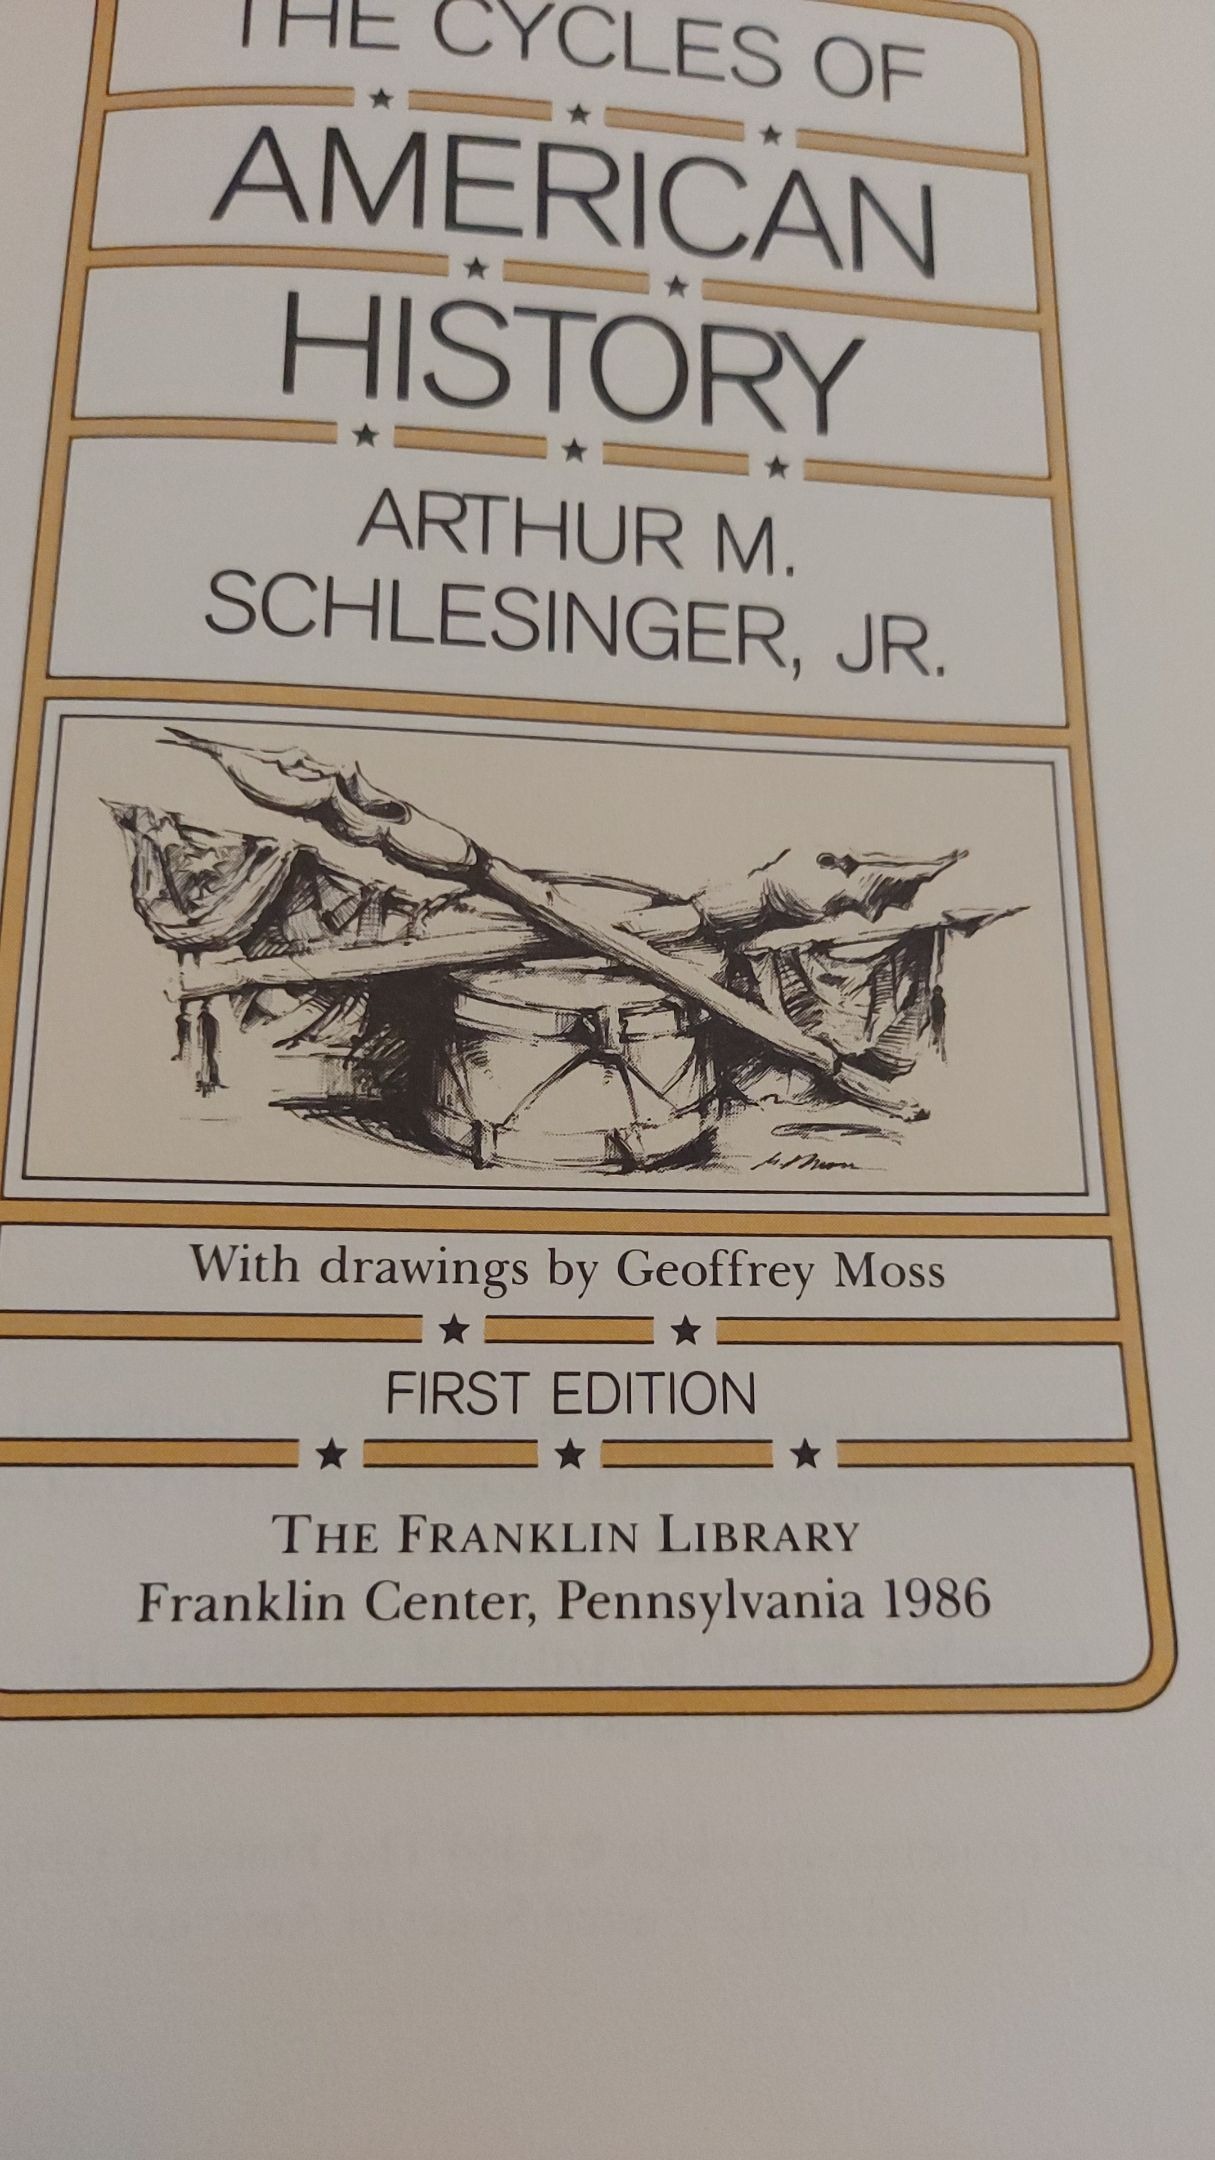 THE CYCLES OF
AMERICAN
HISTORY
ARTHUR M.
SCHLESINGER, JR.
With drawings by Geoffrey Moss
FIRST EDITION
THE FRANKLIN LIBRARY
Franklin Center, Pennsylvania 1986